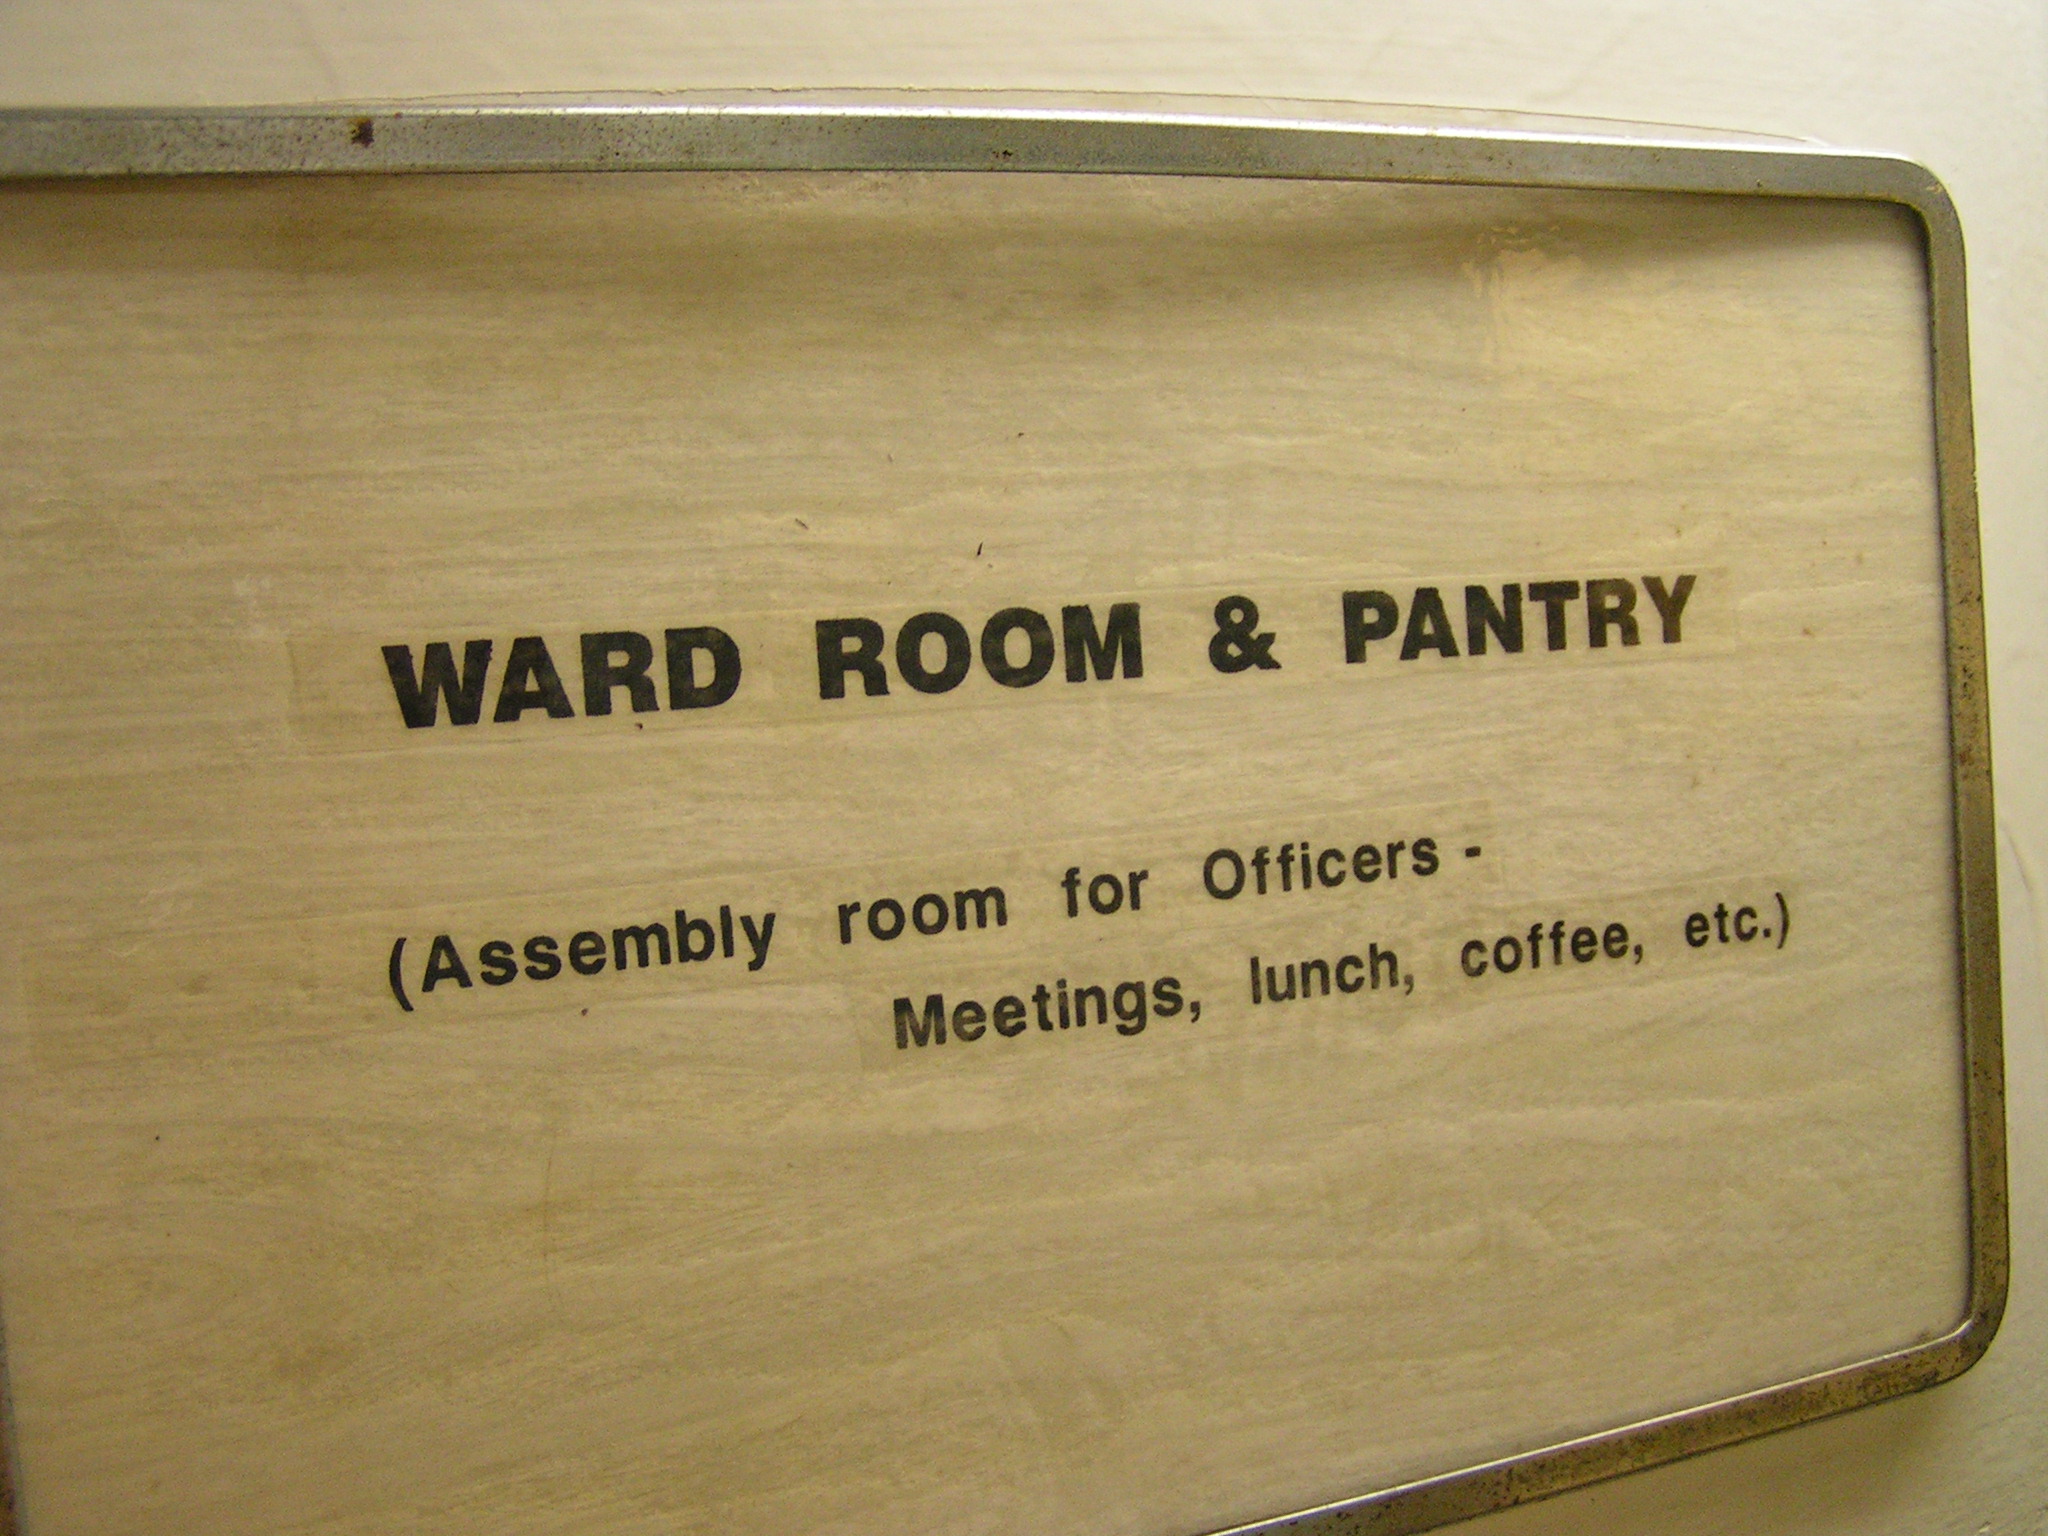 WARD ROOM & PANTRY
(Assembly room for Officers -
Meetings, lunch, coffee, etc.)